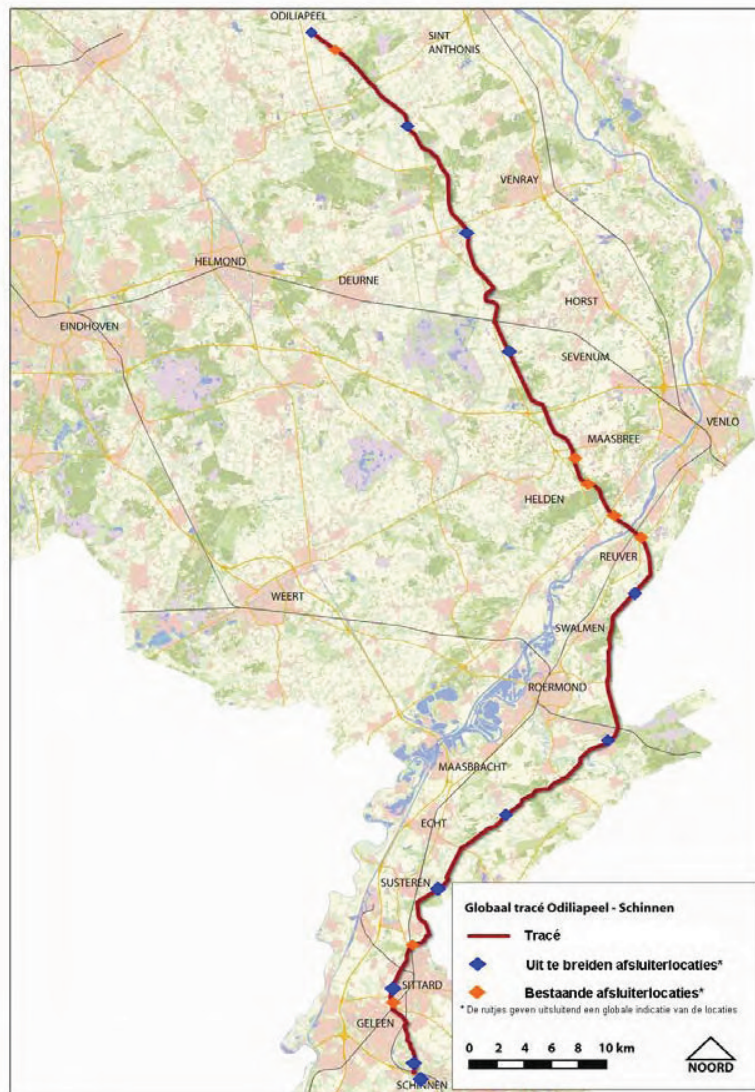 ODILIAPEEL
SINT
ANTHONIS
VENRAY
HELMOND
DEURNE
EINDHOVEN
HORST
SEVENUM
VENLO
MAASBREE
HELDEN
REUVER
WEERT
SWALMEN
ROERMOND
MAASBRACHT
ECHT
SUSTEREN
SITTARD
GELEEN
SCHINNEN
Globaal tracé Odiliapeel - Schinnen
Tracé
Uit te breiden afsluiterlocaties*
Bestaande afsluiterlocaties*
* De ruitjes geven uitsluitend een globale indicatie van de locaties
0 2 4 6 8 10 km
NOORD